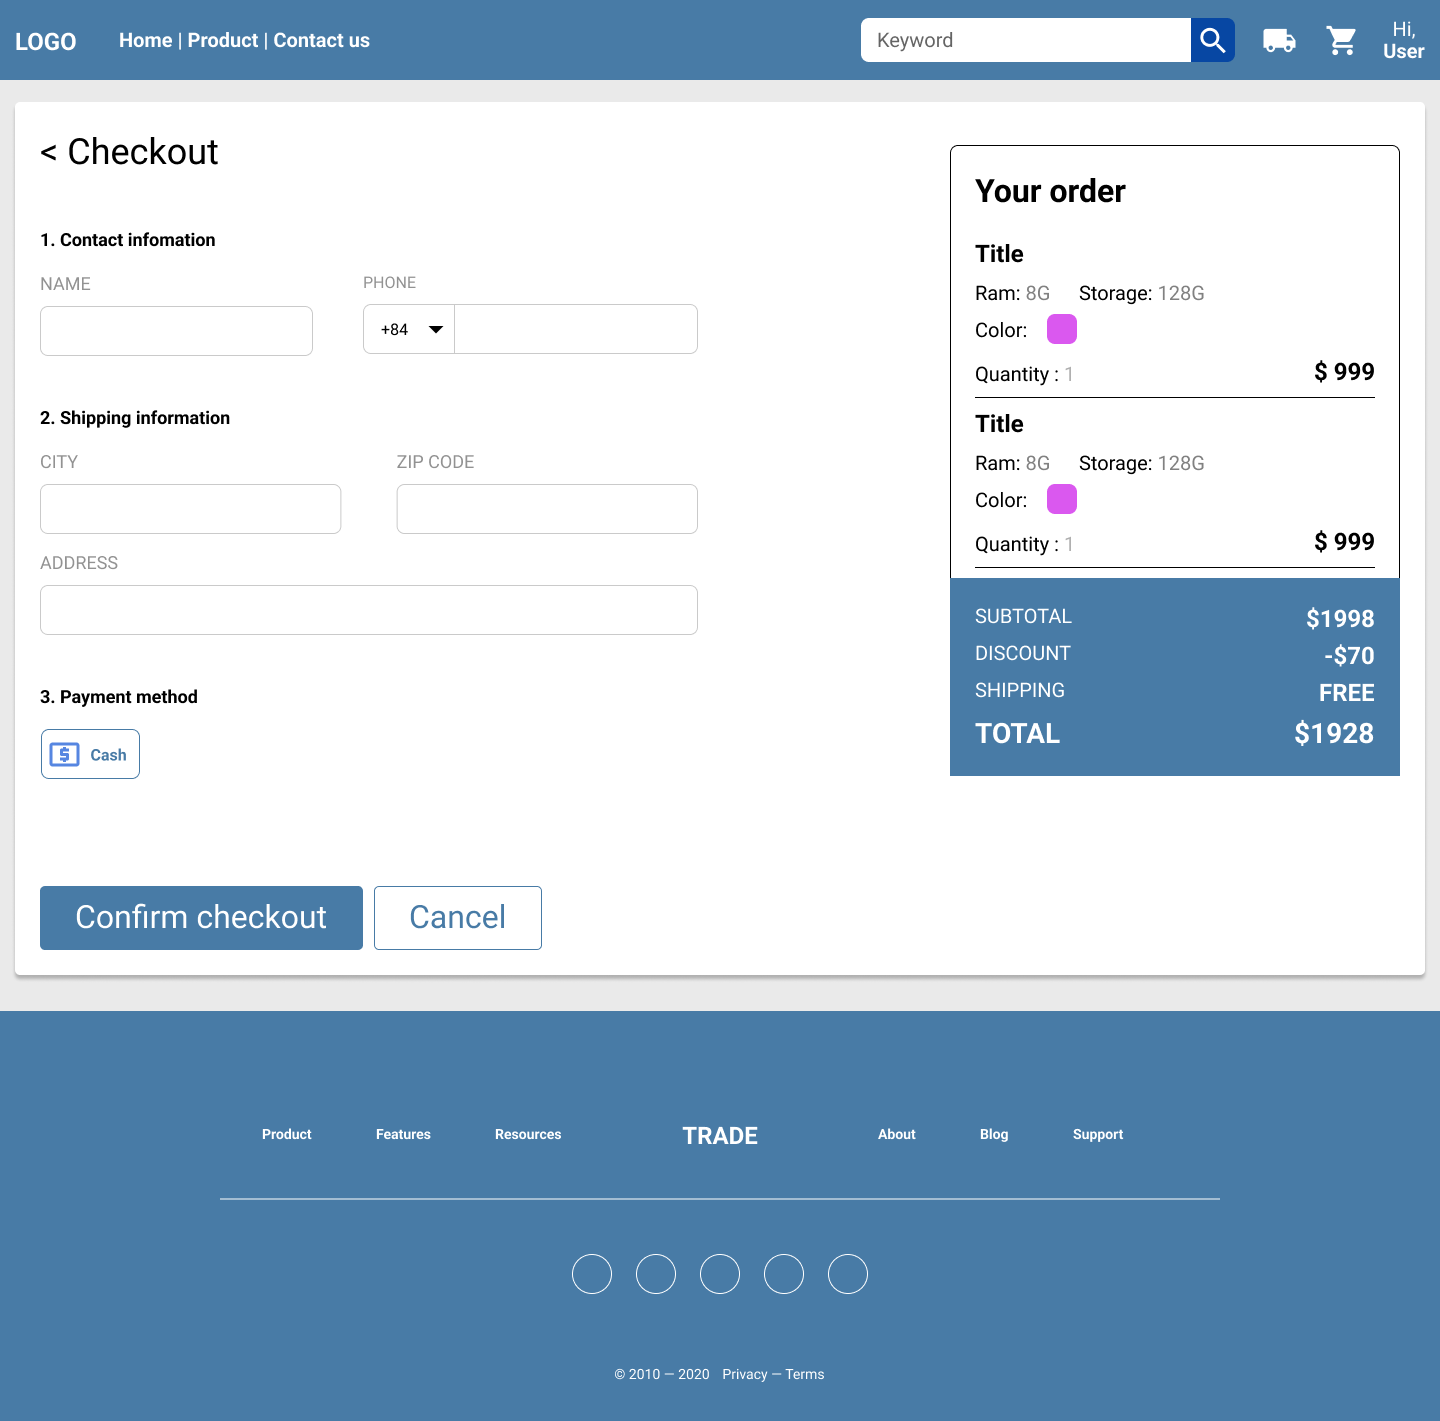 LOGO
Home | Product | Contact us
Keyword
Hi,
User
< Checkout
1. Contact infomation
NAME
PHONE
+84
2. Shipping information
CITY
ZIP CODE
ADDRESS
3. Payment method
$ Cash
Confirm checkout
Cancel
Your order
Title
Ram: 8G Storage: 128G
Color:
Quantity : 1 $ 999
Title
Ram: 8G Storage: 128G
Color:
Quantity : 1 $ 999
SUBTOTAL $1998
DISCOUNT -$70
SHIPPING FREE
TOTAL $1928
Product Features Resources TRADE About Blog Support
© 2010 — 2020 Privacy — Terms